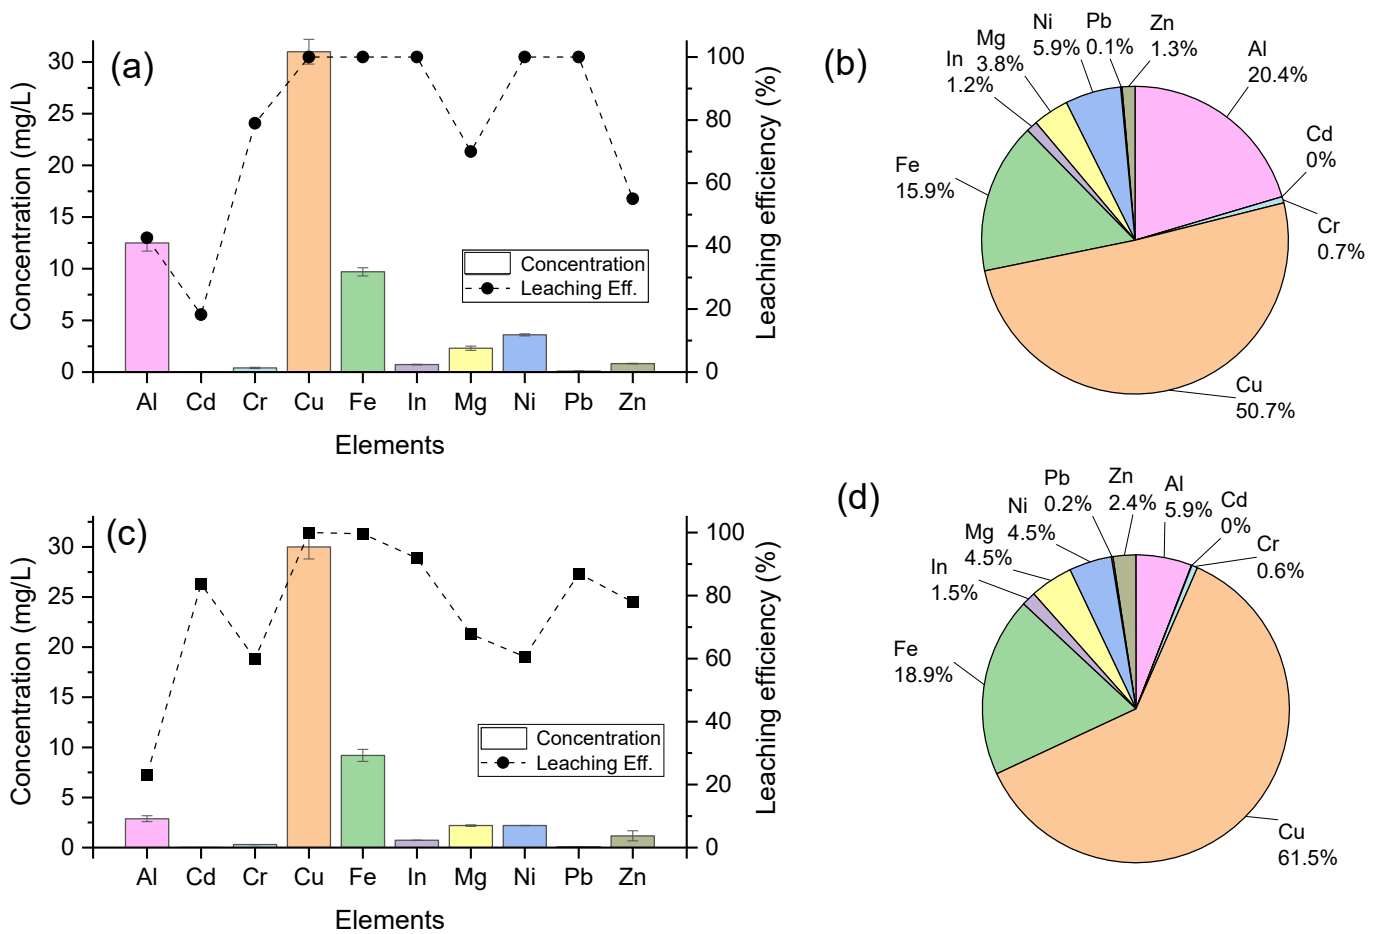 (a)
Concentration (mg/L)
30
25
20
15
10
5
0
Leaching efficiency (%)
100
80
60
40
20
0
Concentration
Leaching Eff.
Al Cd Cr Cu Fe In Mg Ni Pb Zn
Elements
(b)
Al
20.4%
Cd
0%
Cr
0.7%
Cu
50.7%
Fe
15.9%
In
1.2%
Mg
3.8%
Ni
5.9%
Pb
0.1%
Zn
1.3%
(c)
Concentration (mg/L)
30
25
20
15
10
5
0
Leaching efficiency (%)
100
80
60
40
20
0
Concentration
Leaching Eff.
Al Cd Cr Cu Fe In Mg Ni Pb Zn
Elements
(d)
Al
5.9%
Cd
0%
Cr
0.6%
Cu
61.5%
Fe
18.9%
In
1.5%
Mg
4.5%
Ni
4.5%
Pb
0.2%
Zn
2.4%